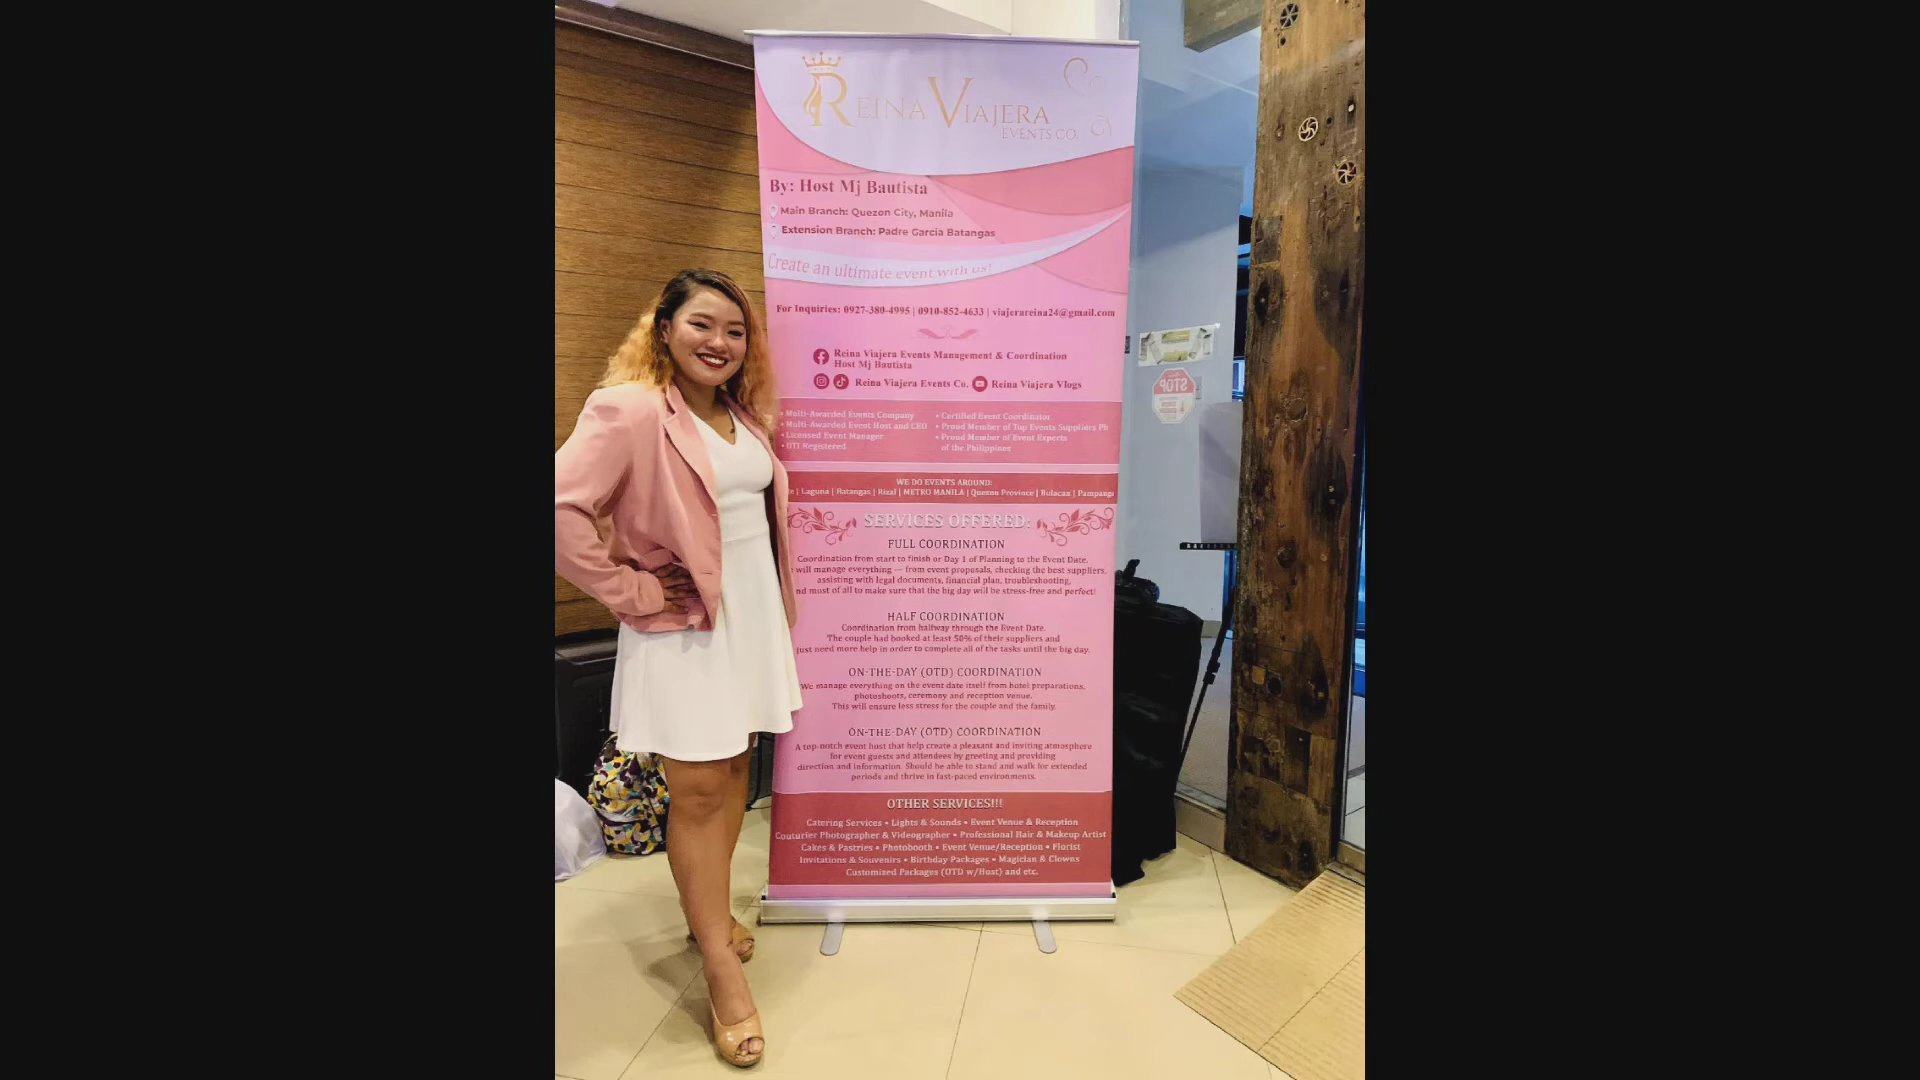 REINA VIAJERA
EVENTS CO.
By: Host Mj Bautista
Main Branch: Quezon City, Manila
Extension Branch: Padre Garcia Batangas
Create an ultimate event with us!
For Inquiries: 0927-380-4995 | 0910-852-4633 | viajerareina24@gmail.com
Reina Viajera Events Management & Coordination
Host Mj Bautista
Reina Viajera Events Co. Reina Viajera Vlogs
• Multi-Awarded Events Company
• Multi-Awarded Event Host and CEO
• Licensed Event Manager
• DTI Registered
• Certified Event Coordinator
• Proud Member of Top Events Suppliers Ph
• Proud Member of Event Experts
of the Philippines
WE DO EVENTS AROUND:
| Laguna | Batangas | Rizal | METRO MANILA | Quezon Province | Bulacan | Pampanga
SERVICES OFFERED:
FULL COORDINATION
Coordination from start to finish or Day 1 of Planning to the Event Date.
will manage everything — from event proposals, checking the best suppliers,
assisting with legal documents, financial plan, troubleshooting,
nd most of all to make sure that the big day will be stress-free and perfect!
HALF COORDINATION
Coordination from halfway through the Event Date.
The couple had booked at least 50% of their suppliers and
just need more help in order to complete all of the tasks until the big day.
ON-THE-DAY (OTD) COORDINATION
We manage everything on the event date itself from hotel preparations,
photoshoots, ceremony and reception venue.
This will ensure less stress for the couple and the family.
ON-THE-DAY (OTD) COORDINATION
A top-notch event host that help create a pleasant and inviting atmosphere
for event guests and attendees by greeting and providing
direction and information. Should be able to stand and walk for extended
periods and thrive in fast-paced environments.
OTHER SERVICES!!!
Catering Services • Lights & Sounds • Event Venue & Reception
Couturier Photographer & Videographer • Professional Hair & Makeup Artist
Cakes & Pastries • Photobooth • Event Venue/Reception • Florist
Invitations & Souvenirs • Birthday Packages • Magician & Clowns
Customized Packages (OTD w/Host) and etc.
STOP